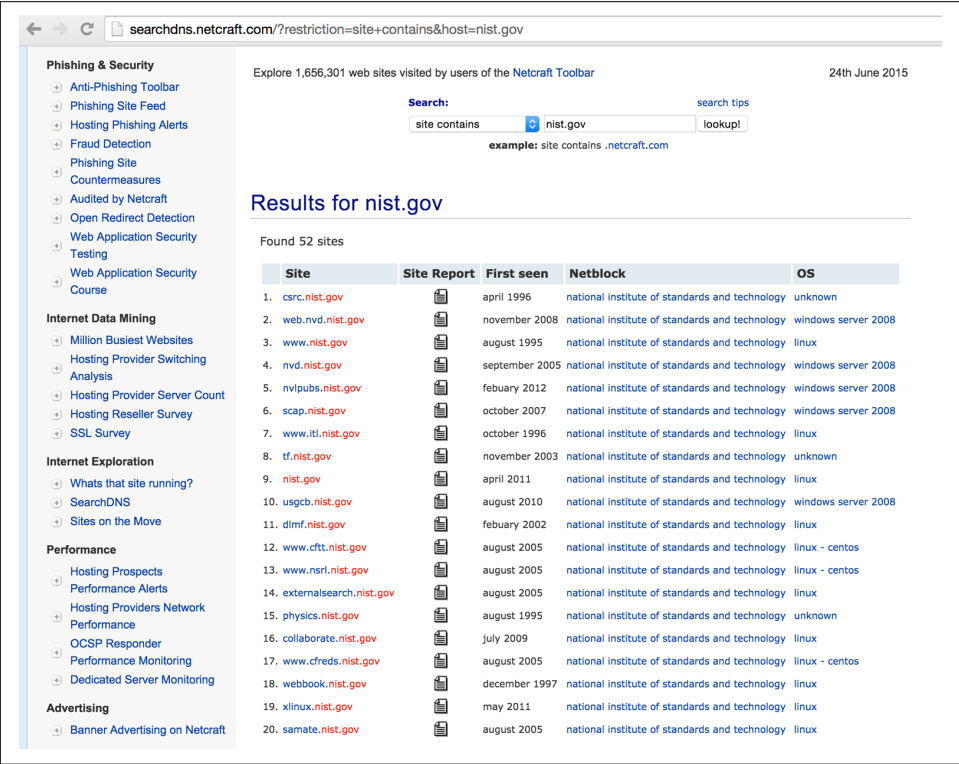 searchdns.netcraft.com/?restriction=site+contains&host=nist.gov
Phishing & Security
Anti-Phishing Toolbar
Phishing Site Feed
Hosting Phishing Alerts
Fraud Detection
Phishing Site
Countermeasures
Audited by Netcraft
Open Redirect Detection
Web Application Security
Testing
Web Application Security
Course
Internet Data Mining
Million Busiest Websites
Hosting Provider Switching
Analysis
Hosting Provider Server Count
Hosting Reseller Survey
SSL Survey
Internet Exploration
Whats that site running?
SearchDNS
Sites on the Move
Performance
Hosting Prospects
Performance Alerts
Hosting Providers Network
Performance
OCSP Responder
Performance Monitoring
Dedicated Server Monitoring
Advertising
Banner Advertising on Netcraft
Explore 1,656,301 web sites visited by users of the Netcraft Toolbar 24th June 2015
Search: search tips
site contains nist.gov lookup!
example: site contains .netcraft.com
Results for nist.gov
Found 52 sites
Site Site Report First seen Netblock OS
1. csrc.nist.gov april 1996 national institute of standards and technology unknown
2. web.nvd.nist.gov november 2008 national institute of standards and technology windows server 2008
3. www.nist.gov august 1995 national institute of standards and technology linux
4. nvd.nist.gov september 2005 national institute of standards and technology windows server 2008
5. nvlpubs.nist.gov febuary 2012 national institute of standards and technology windows server 2008
6. scap.nist.gov october 2007 national institute of standards and technology windows server 2008
7. www.itl.nist.gov october 1996 national institute of standards and technology linux
8. tf.nist.gov november 2003 national institute of standards and technology unknown
9. nist.gov april 2011 national institute of standards and technology linux
10. usgcb.nist.gov august 2010 national institute of standards and technology windows server 2008
11. dlmf.nist.gov febuary 2002 national institute of standards and technology linux
12. www.cftt.nist.gov august 2005 national institute of standards and technology linux - centos
13. www.nsrl.nist.gov august 2005 national institute of standards and technology linux - centos
14. externalsearch.nist.gov august 2005 national institute of standards and technology linux
15. physics.nist.gov august 1995 national institute of standards and technology unknown
16. collaborate.nist.gov july 2009 national institute of standards and technology linux
17. www.cfreds.nist.gov august 2005 national institute of standards and technology linux - centos
18. webbook.nist.gov december 1997 national institute of standards and technology linux
19. xlinux.nist.gov may 2011 national institute of standards and technology linux
20. samate.nist.gov august 2005 national institute of standards and technology linux